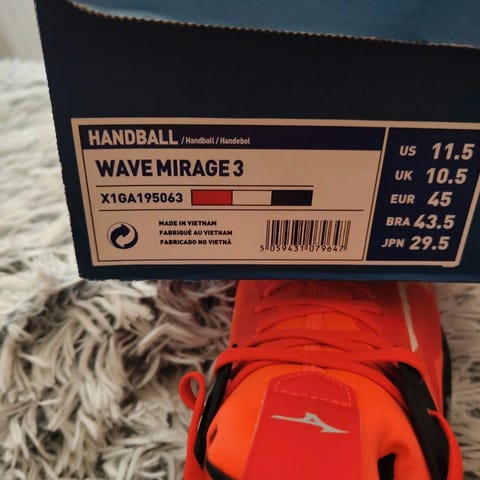 HANDBALL / Handball / Handebol
WAVE MIRAGE 3
X1GA195063
MADE IN VIETNAM
FABRIQUÉ AU VIETNAM
FABRICADO NO VIETNÃ
5 059431 079647
US 11.5
UK 10.5
EUR 45
BRA 43.5
JPN 29.5